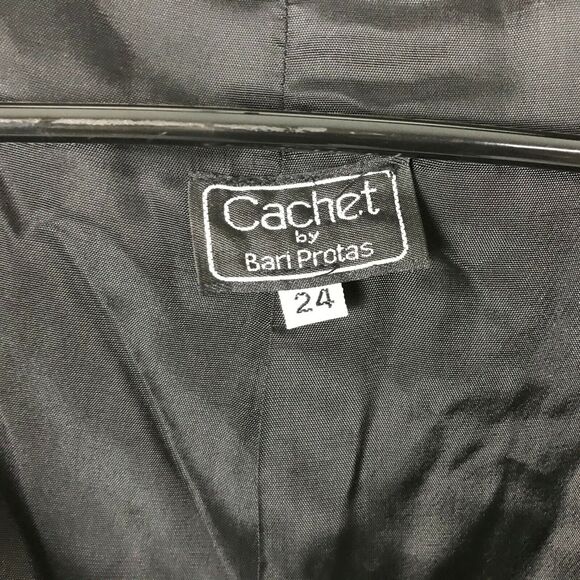 Cachet
by
Bari Protas
24